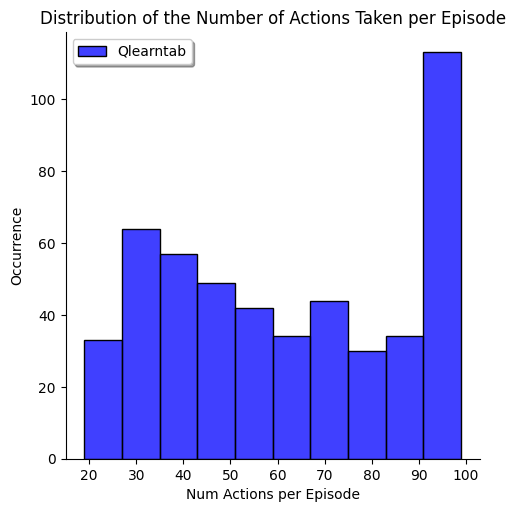 Distribution of the Number of Actions Taken per Episode
Qlearntab
Occurrence
100
80
60
40
20
0
20 30 40 50 60 70 80 90 100
Num Actions per Episode